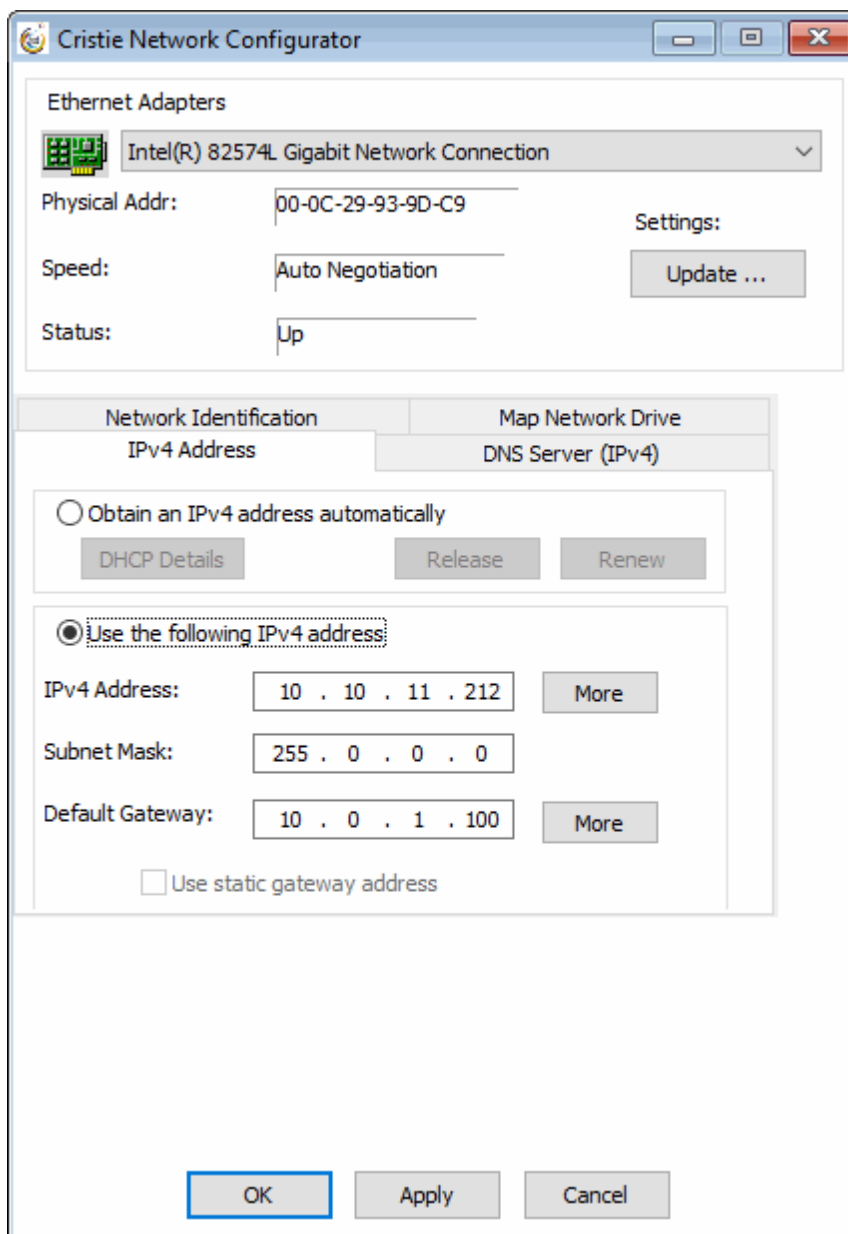 Cristie Network Configurator
Ethernet Adapters
Intel(R) 82574L Gigabit Network Connection
Physical Addr: 00-0C-29-93-9D-C9
Settings:
Speed: Auto Negotiation
Update ...
Status: Up
Network Identification Map Network Drive
IPv4 Address DNS Server (IPv4)
Obtain an IPv4 address automatically
DHCP Details Release Renew
Use the following IPv4 address
IPv4 Address: 10 . 10 . 11 . 212 More
Subnet Mask: 255 . 0 . 0 . 0
Default Gateway: 10 . 0 . 1 . 100 More
Use static gateway address
OK Apply Cancel